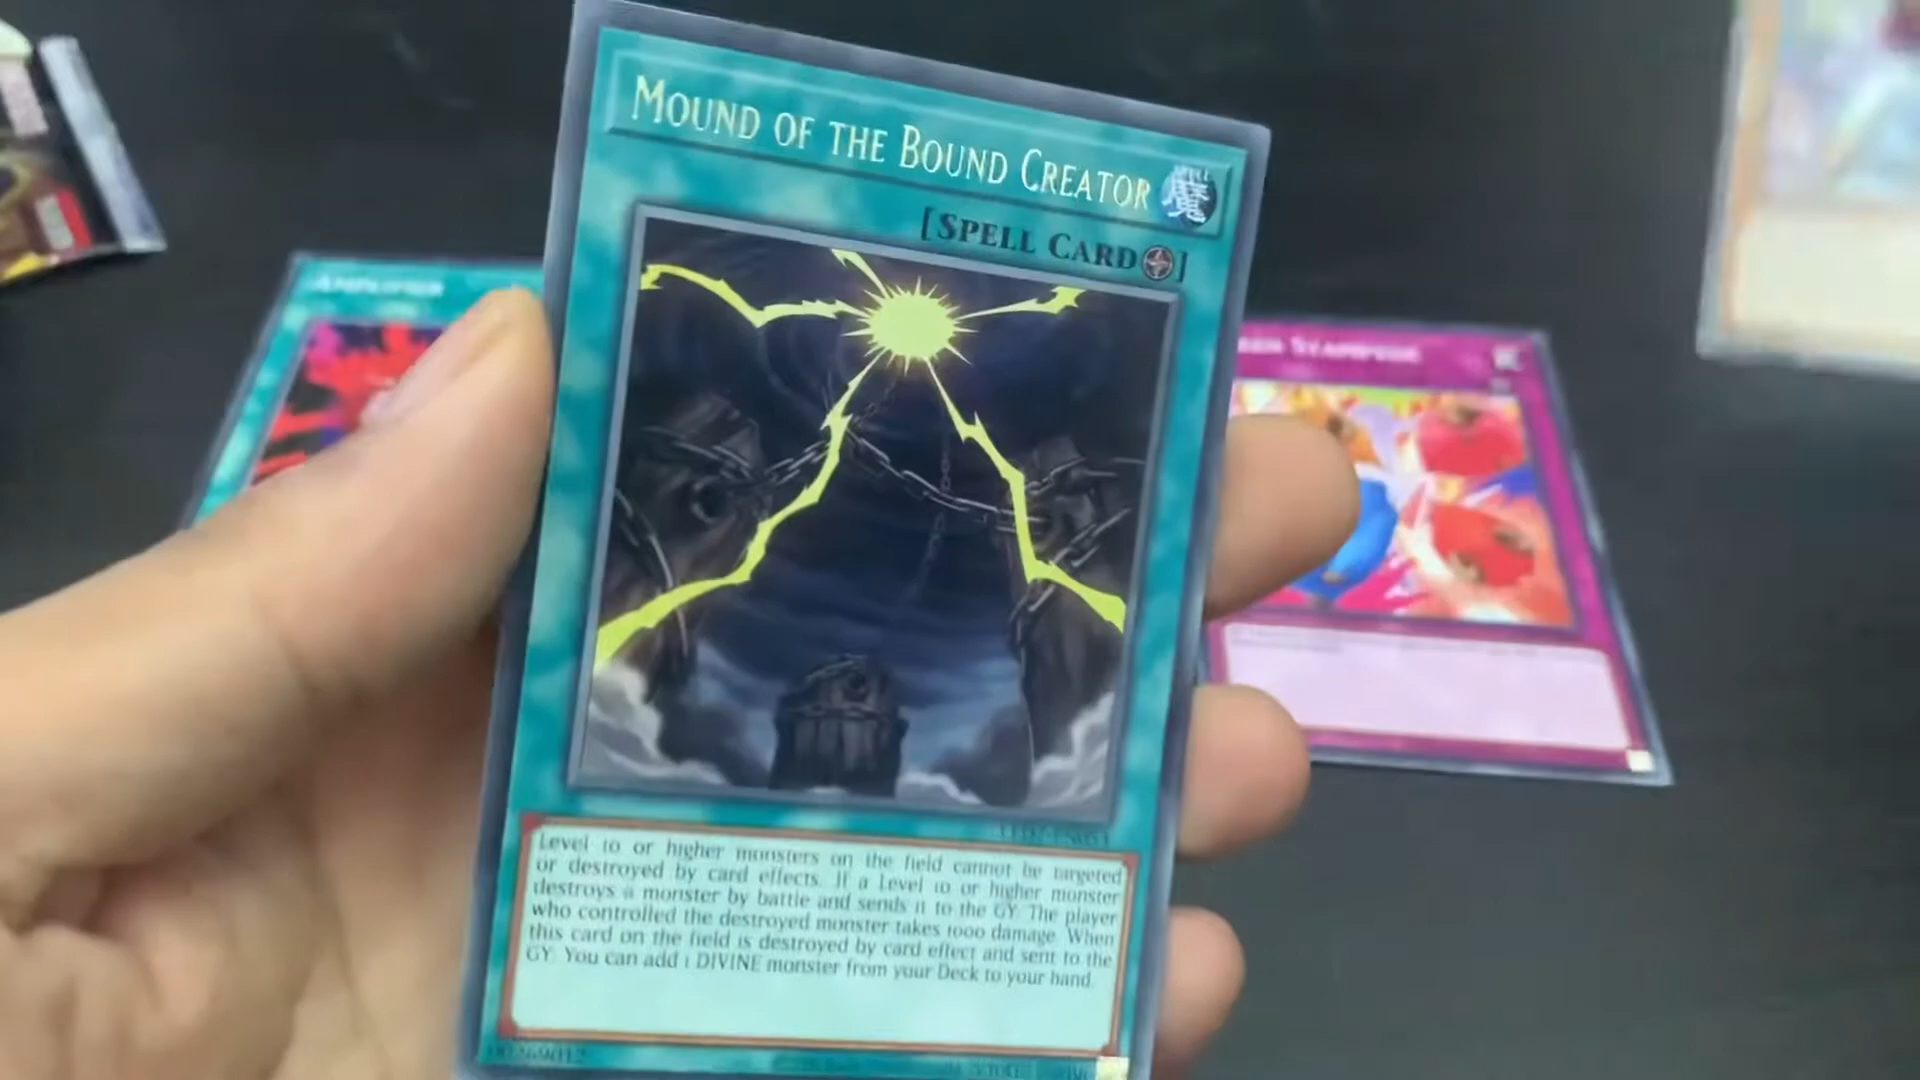 MOUND OF THE BOUND CREATOR
魔
[SPELL CARD]
AMPLIFIER
STAMPEDE
Level 10 or higher monsters on the field cannot be targeted
or destroyed by card effects. If a Level 10 or higher monster
destroys a monster by battle and sends it to the GY: The player
who controlled the destroyed monster takes 1000 damage. When
this card on the field is destroyed by card effect and sent to the
GY: You can add 1 DIVINE monster from your Deck to your hand.